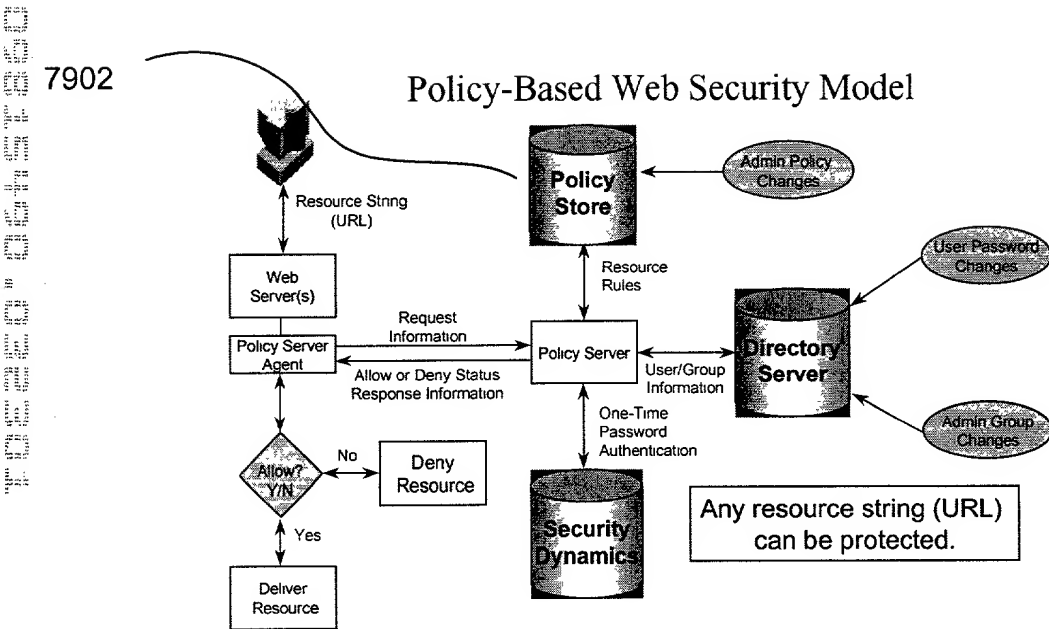 7902
Policy-Based Web Security Model
Resource String
(URL)
Policy
Store
Admin Policy
Changes
Web
Server(s)
Resource
Rules
User Password
Changes
Request
Information
Policy Server
Agent
Policy Server
Directory
Server
Allow or Deny Status
Response Information
User/Group
Information
One-Time
Password
Authentication
Admin Group
Changes
Allow?
Y/N
No
Deny
Resource
Yes
Security
Dynamics
Any resource string (URL)
can be protected.
Deliver
Resource